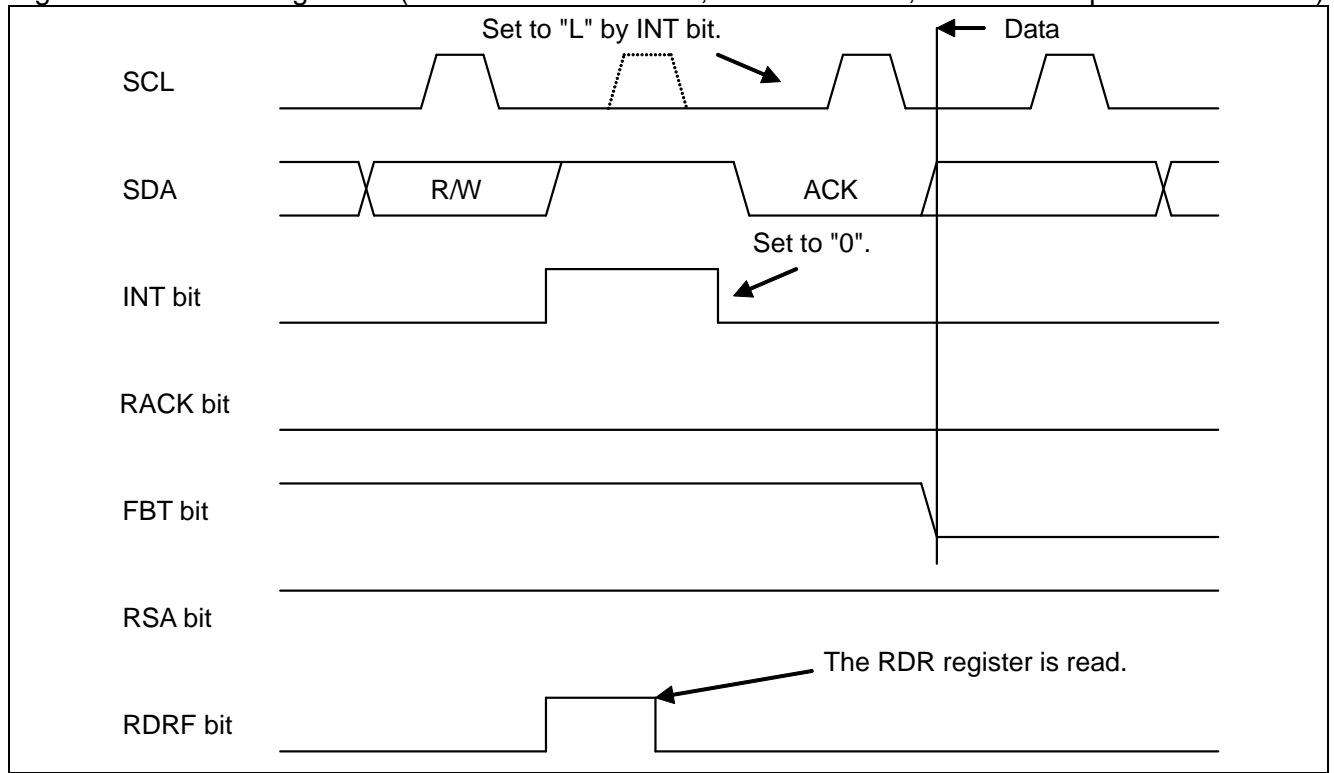 Set to "L" by INT bit.
Data
SCL
SDA
R/W
ACK
Set to "0".
INT bit
RACK bit
FBT bit
RSA bit
The RDR register is read.
RDRF bit